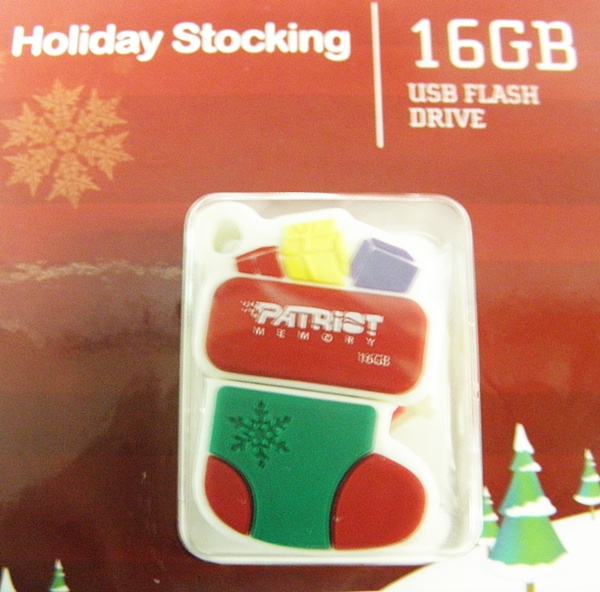 Holiday Stocking
16GB
USB FLASH
DRIVE
PATRIOT
MEMORY
16GB